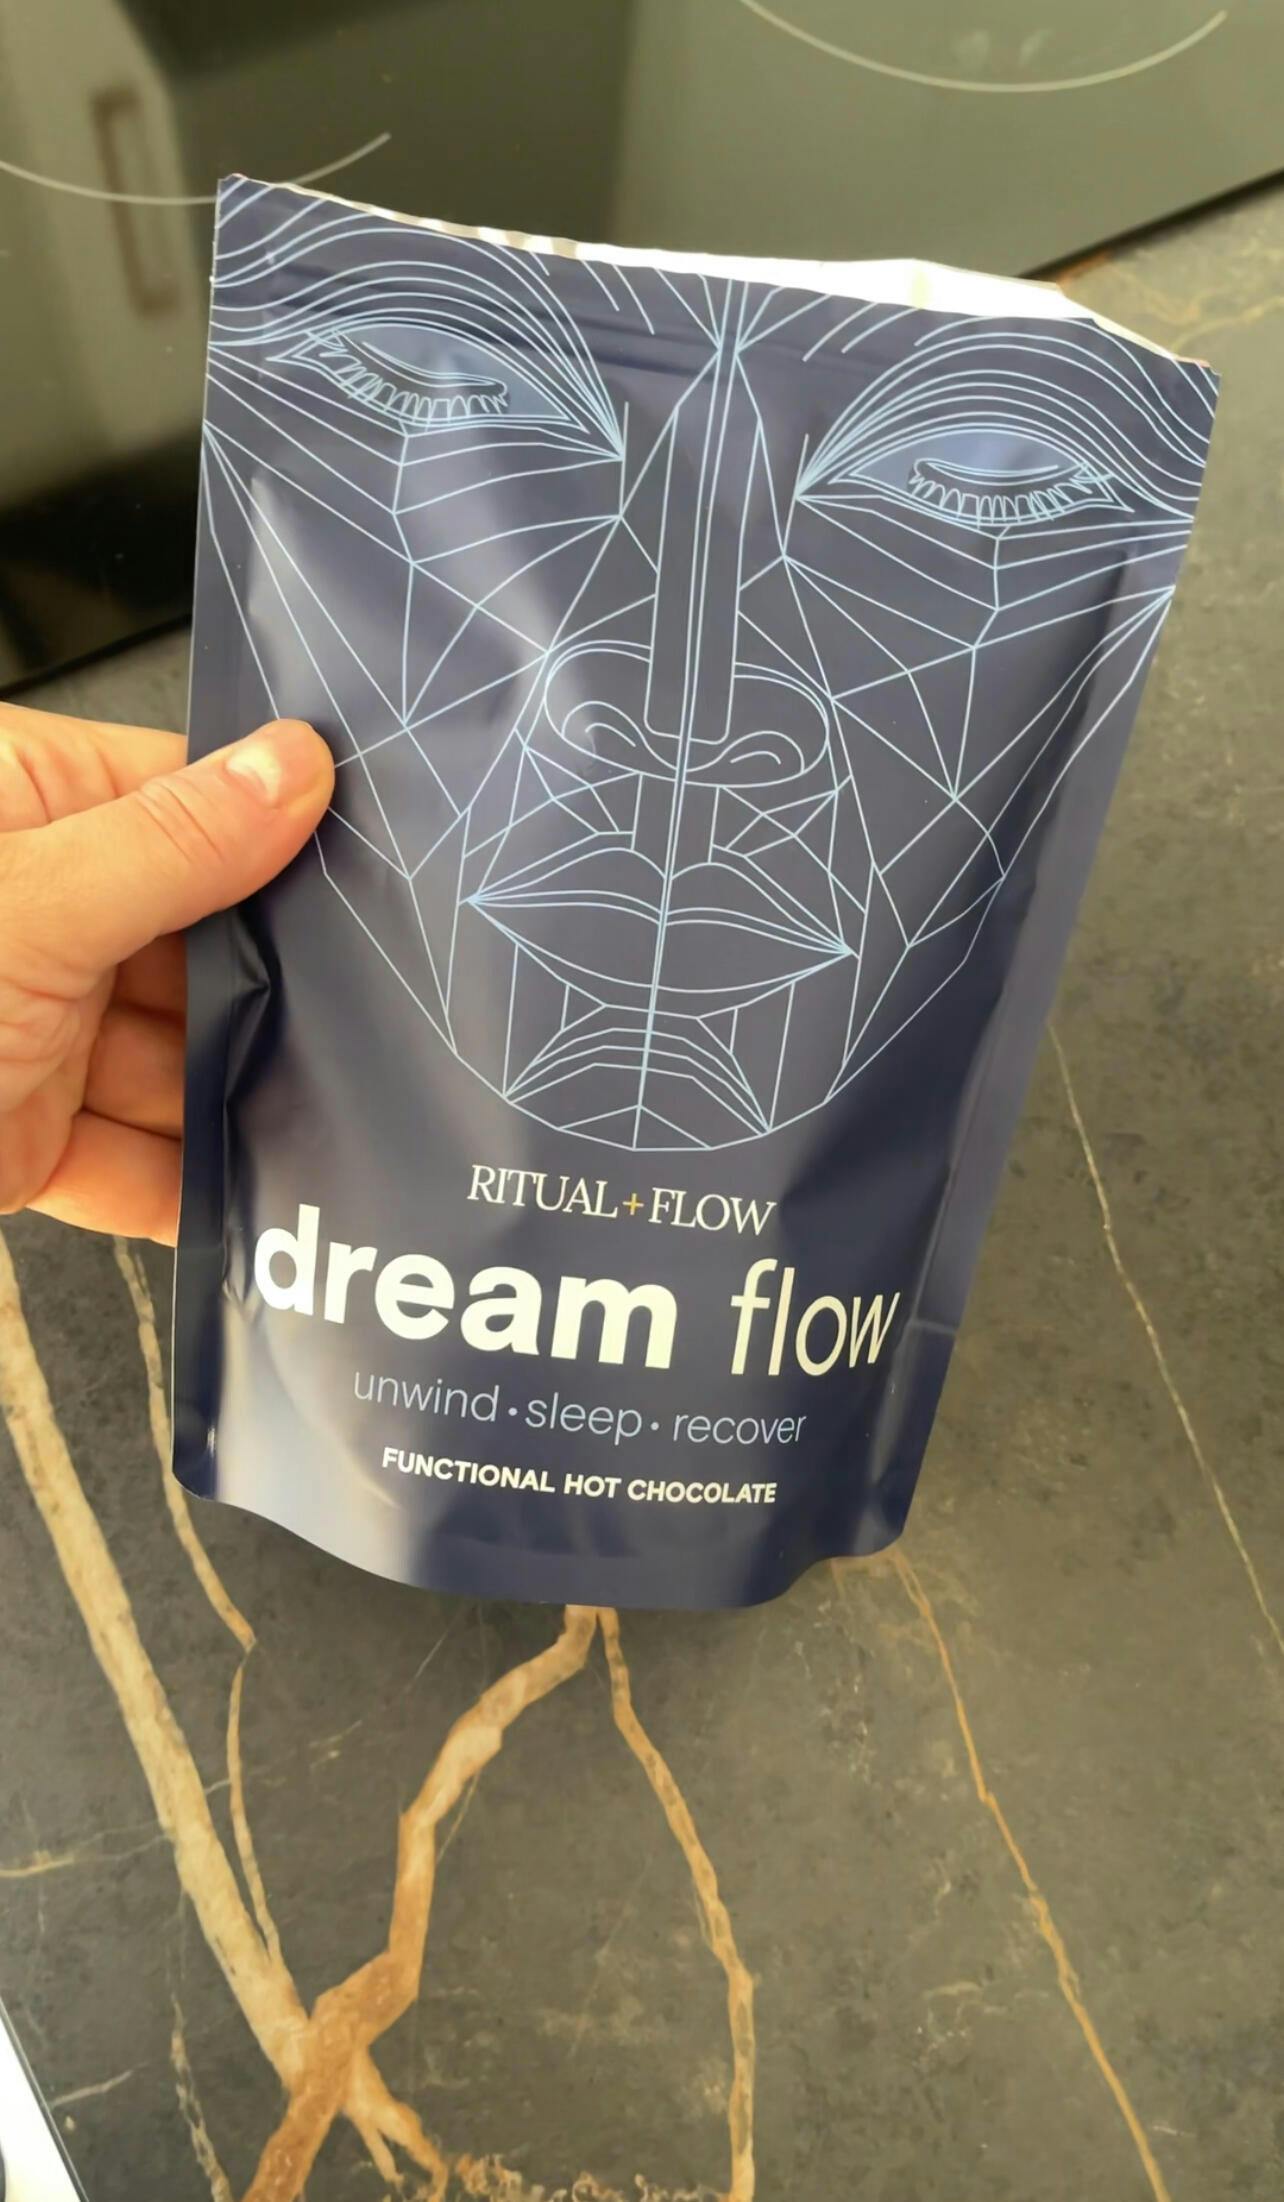 RITUAL+FLOW
dream flow
unwind • sleep • recover
FUNCTIONAL HOT CHOCOLATE